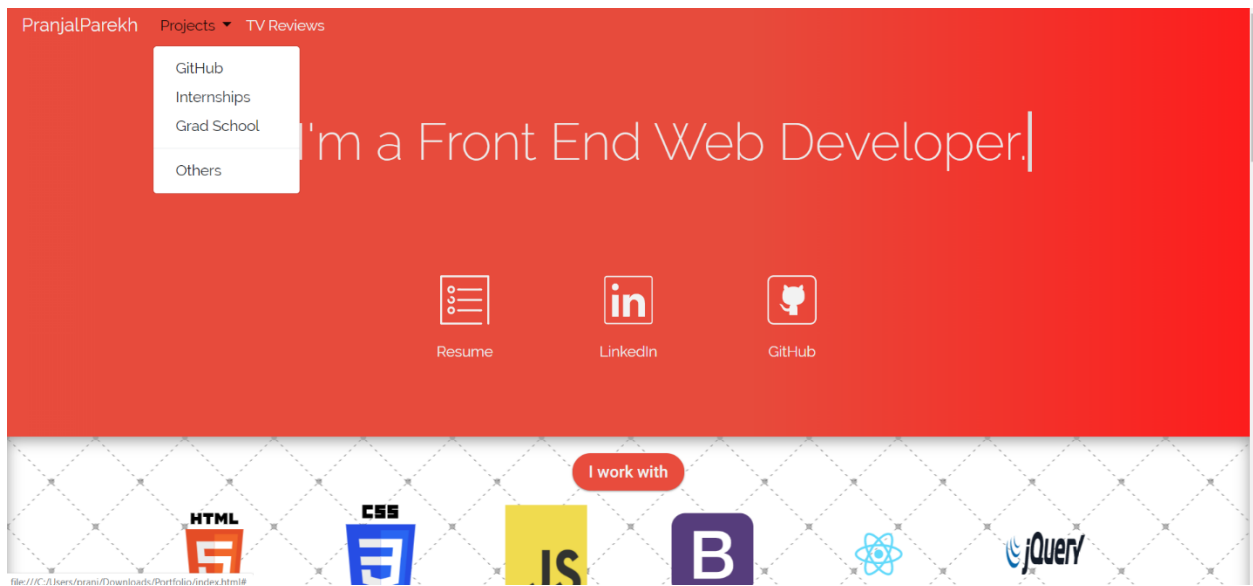 PranjalParekh Projects TV Reviews
GitHub
Internships
Grad School
Others
I'm a Front End Web Developer.
in
Resume LinkedIn GitHub
I work with
HTML CSS JS B jQuery
file:///C:/Users/pranj/Downloads/Portfolio/index.html#